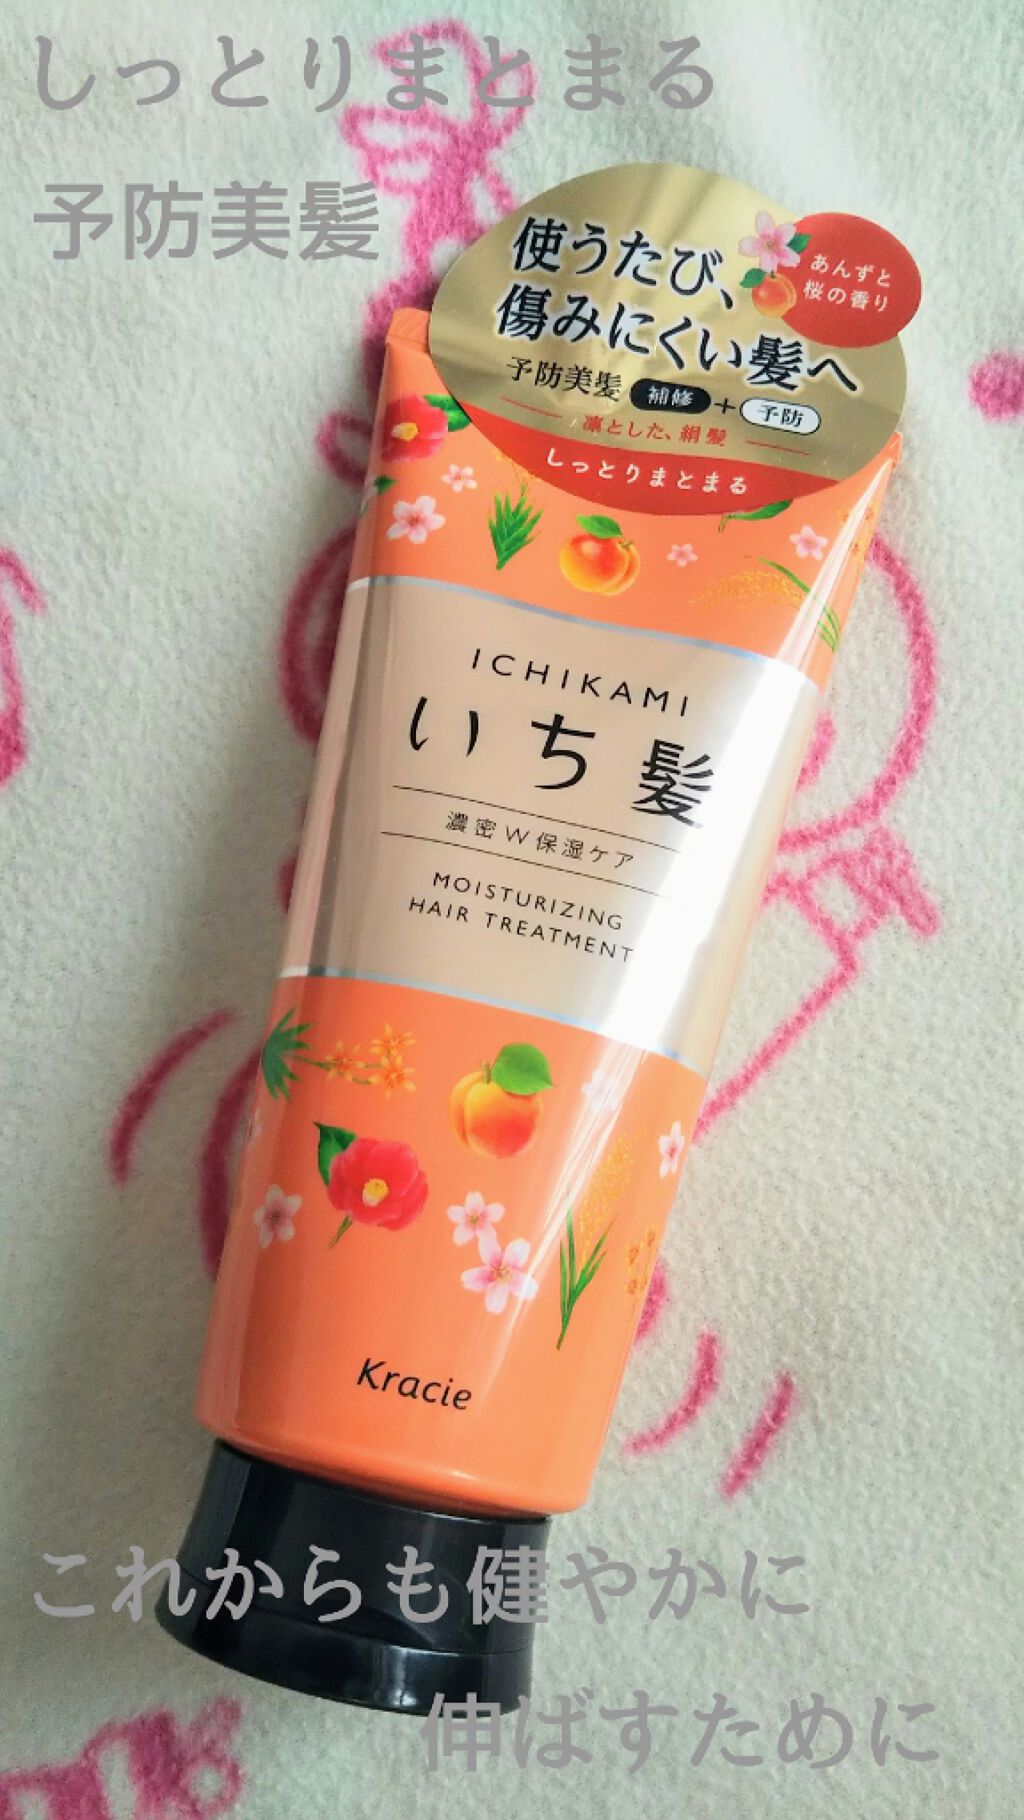 しっとりまとまる
予防美髪
使うたび、
傷みにくい髪へ
あんずと
桜の香り
予防美髪 補修+予防
凛とした、絹髪
しっとりまとまる
ICHIKAMI
いち髪
濃密W保湿ケア
MOISTURIZING
HAIR TREATMENT
Kracie
これからも健やかに
伸ばすために